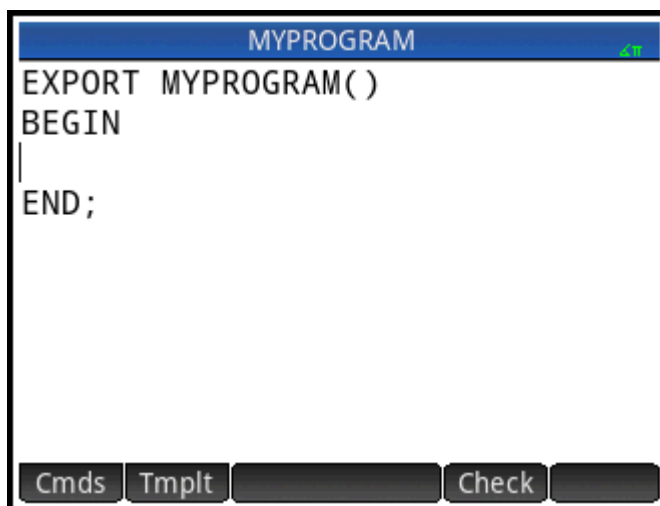 MYPROGRAM
∡π
EXPORT MYPROGRAM()
BEGIN
END;
Cmds Tmplt Check